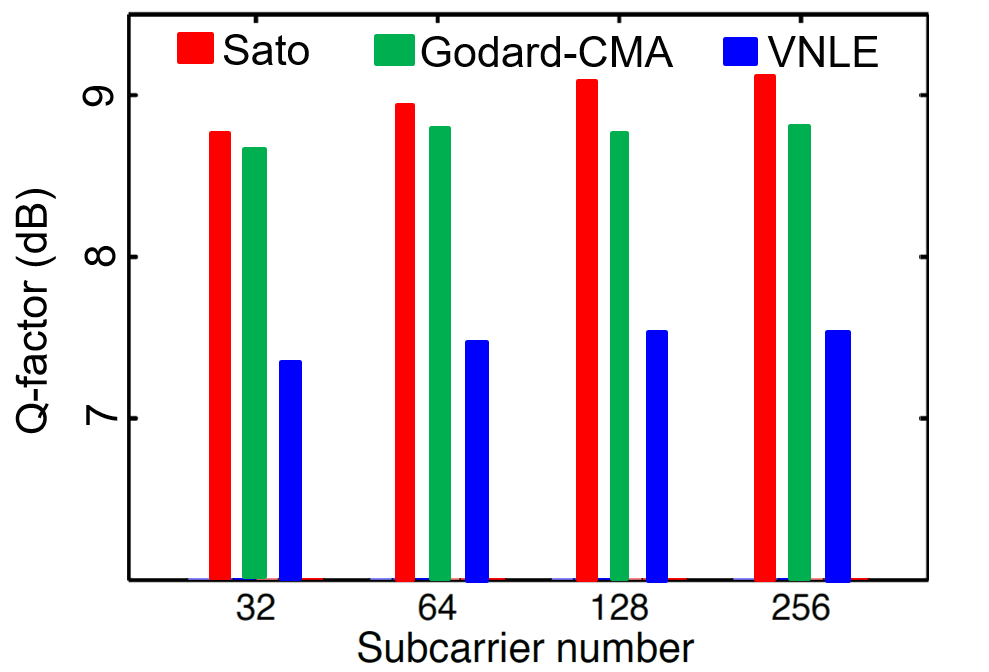 Sato Godard-CMA VNLE
9
8
7
Q-factor (dB)
32 64 128 256
Subcarrier number